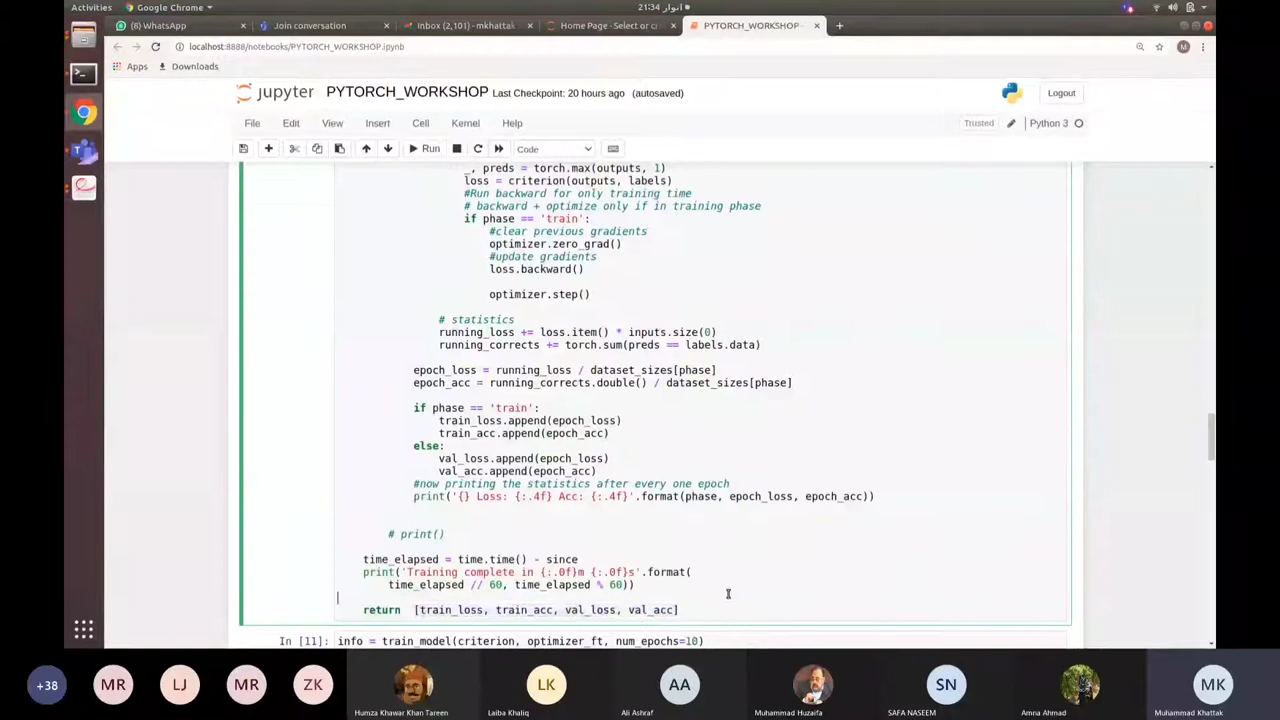 Activities
Google Chrome
21:34 اتوار
(8) WhatsApp
Join conversation
Inbox (2,101) - mkhattak
Home Page - Select or cr
PYTORCH_WORKSHOP
localhost:8888/notebooks/PYTORCH_WORKSHOP.ipynb
M
Apps
Downloads
jupyter PYTORCH_WORKSHOP Last Checkpoint: 20 hours ago (autosaved)
Logout
File Edit View Insert Cell Kernel Help
Trusted
Python 3
Run
Code
_, preds = torch.max(outputs, 1)
loss = criterion(outputs, labels)
#Run backward for only training time
# backward + optimize only if in training phase
if phase == 'train':
#clear previous gradients
optimizer.zero_grad()
#update gradients
loss.backward()
optimizer.step()
# statistics
running_loss += loss.item() * inputs.size(0)
running_corrects += torch.sum(preds == labels.data)
epoch_loss = running_loss / dataset_sizes[phase]
epoch_acc = running_corrects.double() / dataset_sizes[phase]
if phase == 'train':
train_loss.append(epoch_loss)
train_acc.append(epoch_acc)
else:
val_loss.append(epoch_loss)
val_acc.append(epoch_acc)
#now printing the statistics after every one epoch
print('{} Loss: {:.4f} Acc: {:.4f}'.format(phase, epoch_loss, epoch_acc))
# print()
time_elapsed = time.time() - since
print('Training complete in {:.0f}m {:.0f}s'.format(
time_elapsed // 60, time_elapsed % 60))
return [train_loss, train_acc, val_loss, val_acc]
In [11]: info = train_model(criterion, optimizer_ft, num_epochs=10)
+38
MR
LJ
MR
ZK
Humza Khawar Khan Tareen
LK
Laiba Khaliq
AA
Ali Ashraf
Muhammad Huzaifa
SN
SAFA NASEEM
Amna Ahmad
MK
Muhammad Khattak